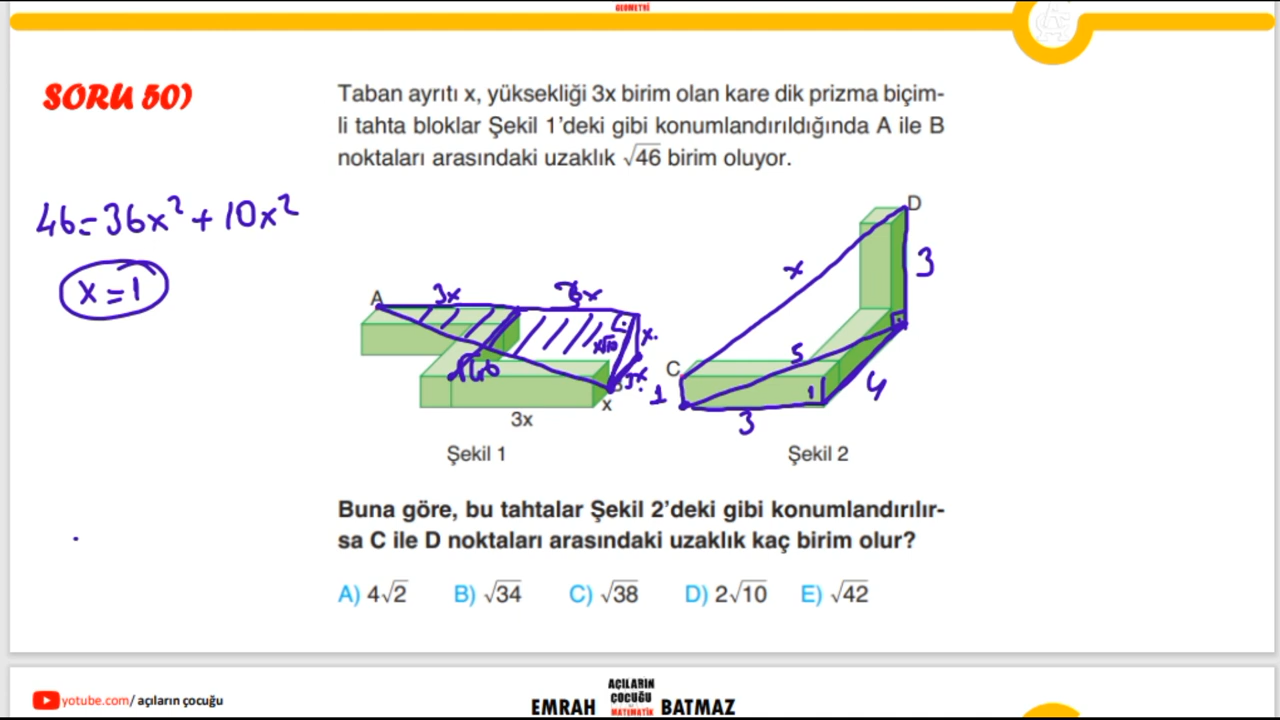 GEOMETRİ
SORU 50)
Taban ayrıtı x, yüksekliği 3x birim olan kare dik prizma biçim-
li tahta bloklar Şekil 1'deki gibi konumlandırıldığında A ile B
noktaları arasındaki uzaklık √46 birim oluyor.
46=36x²+10x²
x=1
A
3x
x
x√10
√46
3x
x
3x
Şekil 1
D
x
3
C
5
1
1
4
3
Şekil 2
Buna göre, bu tahtalar Şekil 2'deki gibi konumlandırılır-
sa C ile D noktaları arasındaki uzaklık kaç birim olur?
A) 4√2 B) √34 C) √38 D) 2√10 E) √42
yotube.com/ açıların çocuğu
EMRAH AÇILARIN ÇOCUĞU MATEMATİK BATMAZ